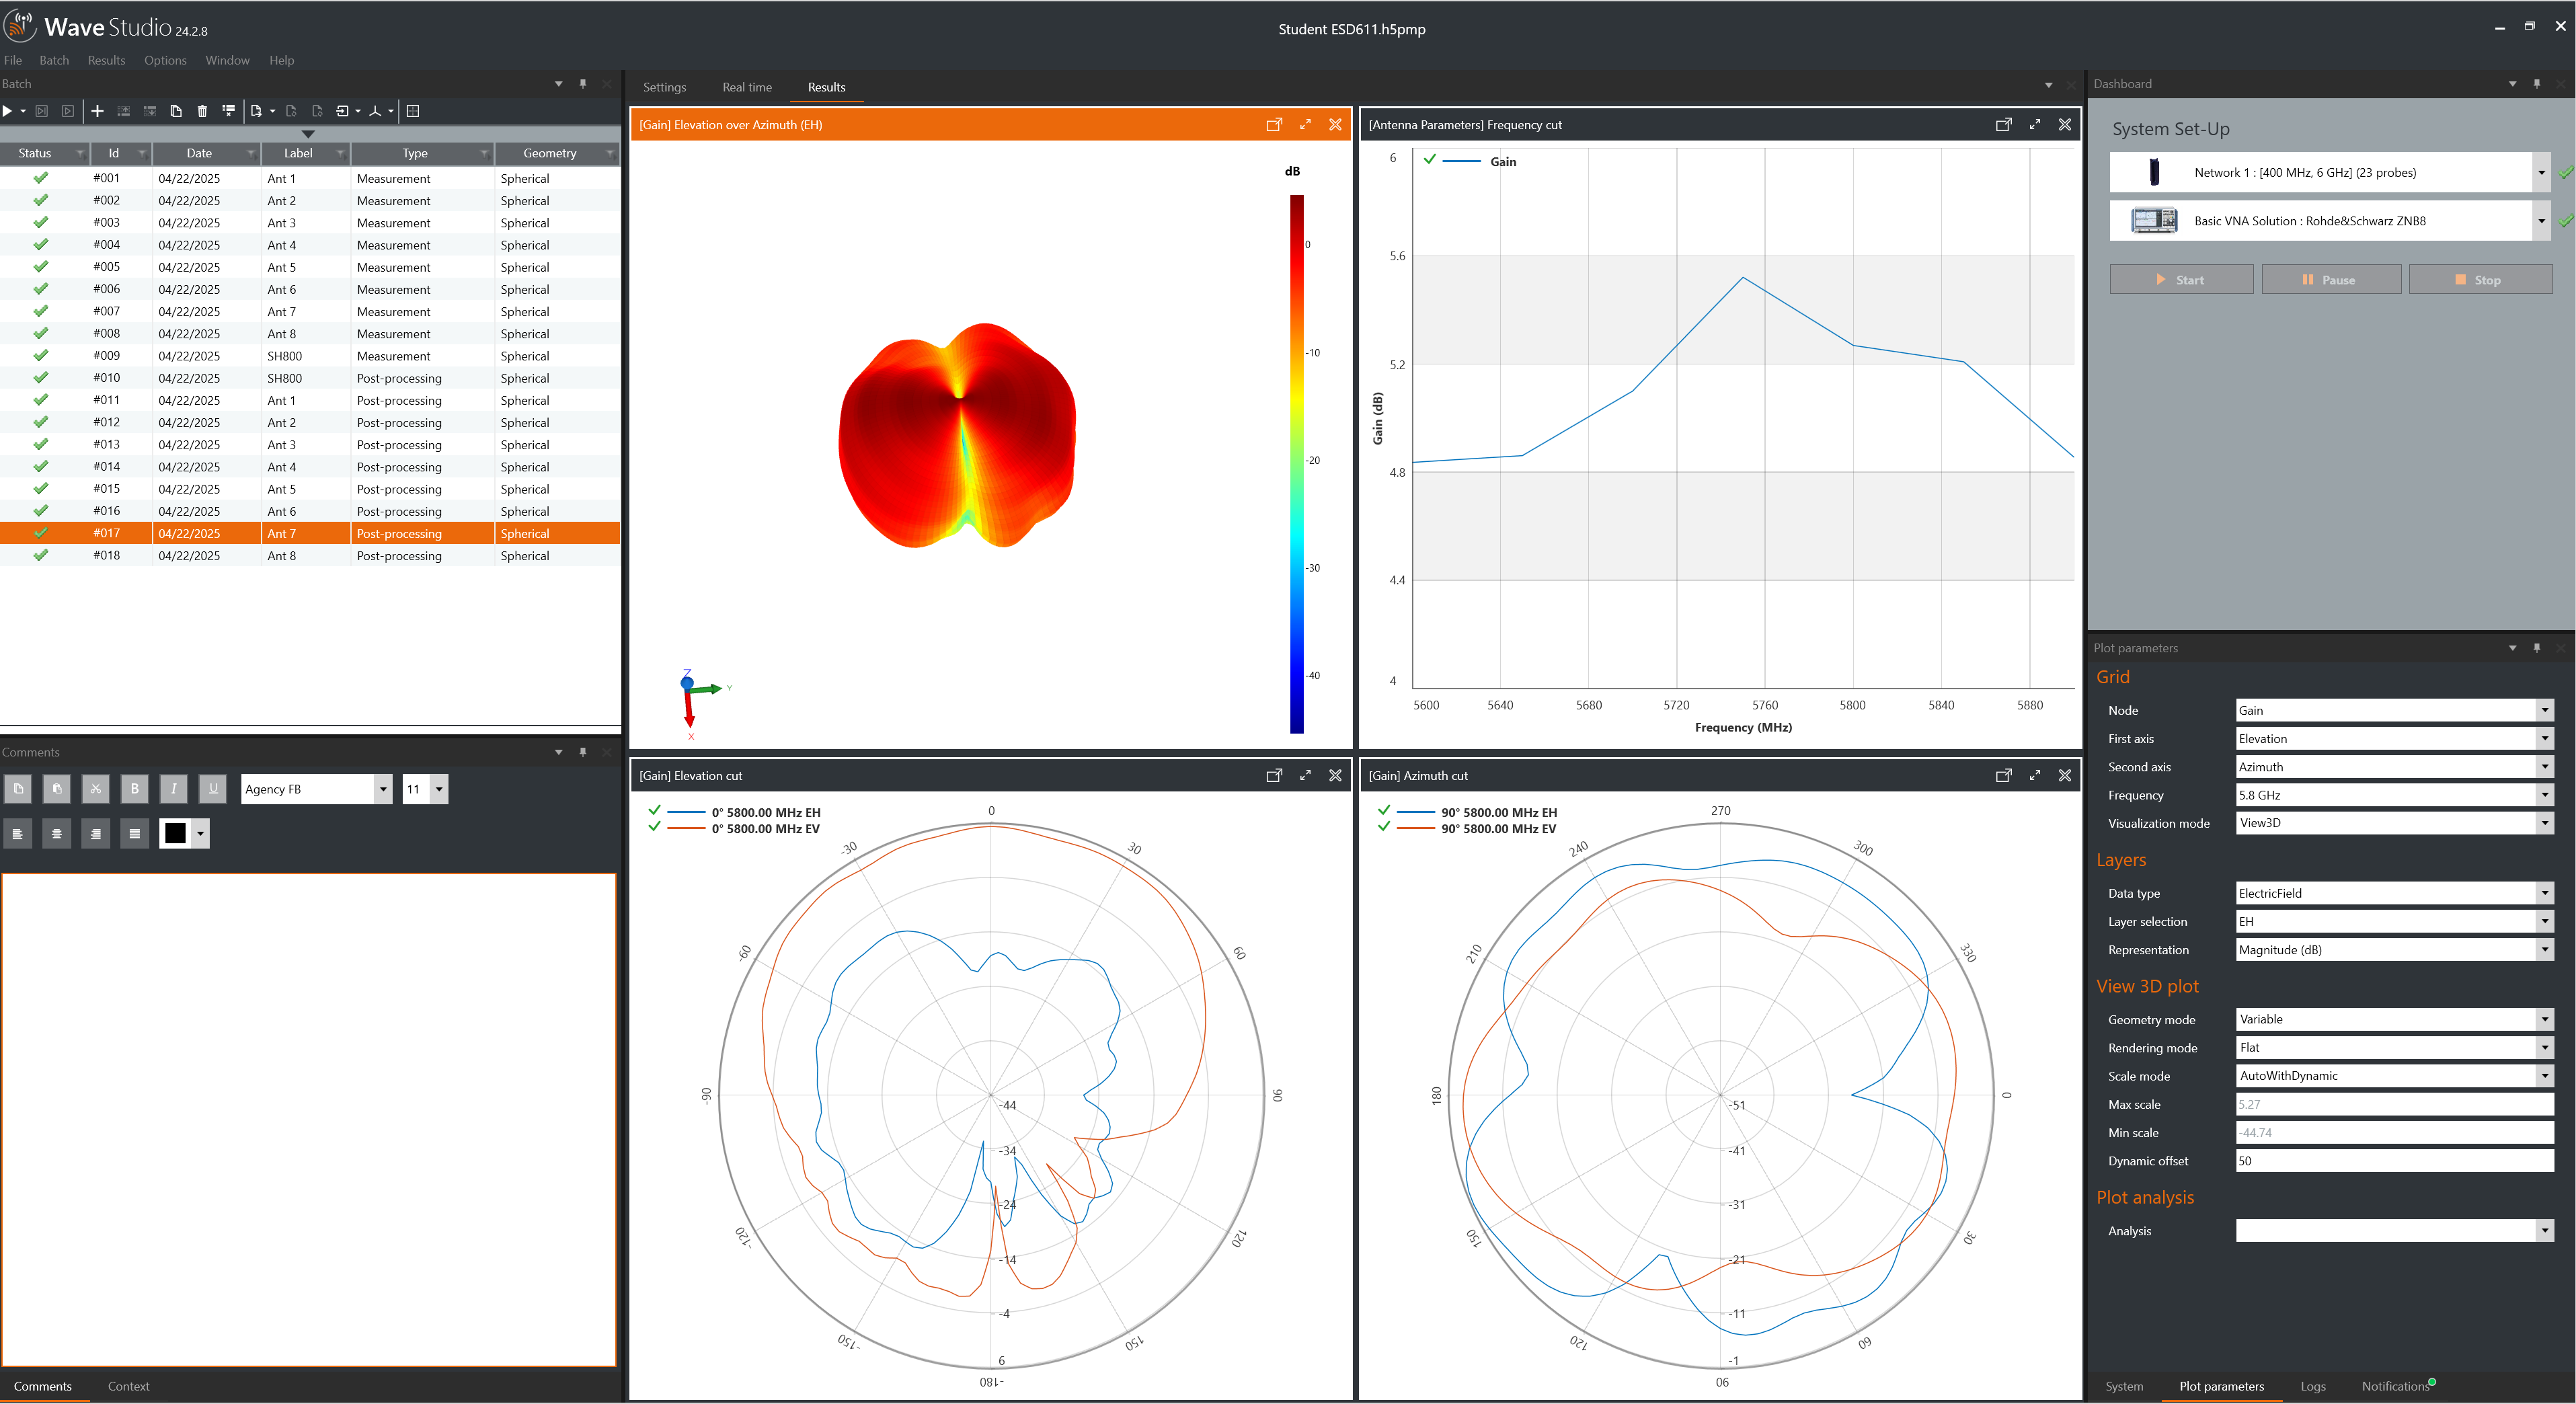 Wave Studio 24.2.8
Student ESD611.h5pmp
File Batch Results Options Window Help
Batch
Status Id Date Label Type Geometry
#001 04/22/2025 Ant 1 Measurement Spherical
#002 04/22/2025 Ant 2 Measurement Spherical
#003 04/22/2025 Ant 3 Measurement Spherical
#004 04/22/2025 Ant 4 Measurement Spherical
#005 04/22/2025 Ant 5 Measurement Spherical
#006 04/22/2025 Ant 6 Measurement Spherical
#007 04/22/2025 Ant 7 Measurement Spherical
#008 04/22/2025 Ant 8 Measurement Spherical
#009 04/22/2025 SH800 Measurement Spherical
#010 04/22/2025 SH800 Post-processing Spherical
#011 04/22/2025 Ant 1 Post-processing Spherical
#012 04/22/2025 Ant 2 Post-processing Spherical
#013 04/22/2025 Ant 3 Post-processing Spherical
#014 04/22/2025 Ant 4 Post-processing Spherical
#015 04/22/2025 Ant 5 Post-processing Spherical
#016 04/22/2025 Ant 6 Post-processing Spherical
#017 04/22/2025 Ant 7 Post-processing Spherical
#018 04/22/2025 Ant 8 Post-processing Spherical
Comments
B I U Agency FB 11
Comments Context
Settings Real time Results
[Gain] Elevation over Azimuth (EH)
dB
0
-10
-20
-30
-40
Z
Y
X
[Antenna Parameters] Frequency cut
Gain
6
5.6
5.2
4.8
4.4
4
Gain (dB)
5600 5640 5680 5720 5760 5800 5840 5880
Frequency (MHz)
[Gain] Elevation cut
0° 5800.00 MHz EH
0° 5800.00 MHz EV
0
-30 30
-60 60
-90 90
-120 120
-150 150
-180
-44
-34
-24
-14
-4
6
[Gain] Azimuth cut
90° 5800.00 MHz EH
90° 5800.00 MHz EV
270
240 300
210 330
180 0
150 30
120 60
90
-51
-41
-31
-21
-11
-1
Dashboard
System Set-Up
Network 1 : [400 MHz, 6 GHz] (23 probes)
Basic VNA Solution : Rohde&Schwarz ZNB8
Start Pause Stop
Plot parameters
Grid
Node Gain
First axis Elevation
Second axis Azimuth
Frequency 5.8 GHz
Visualization mode View3D
Layers
Data type ElectricField
Layer selection EH
Representation Magnitude (dB)
View 3D plot
Geometry mode Variable
Rendering mode Flat
Scale mode AutoWithDynamic
Max scale 5.27
Min scale -44.74
Dynamic offset 50
Plot analysis
Analysis
System Plot parameters Logs Notifications